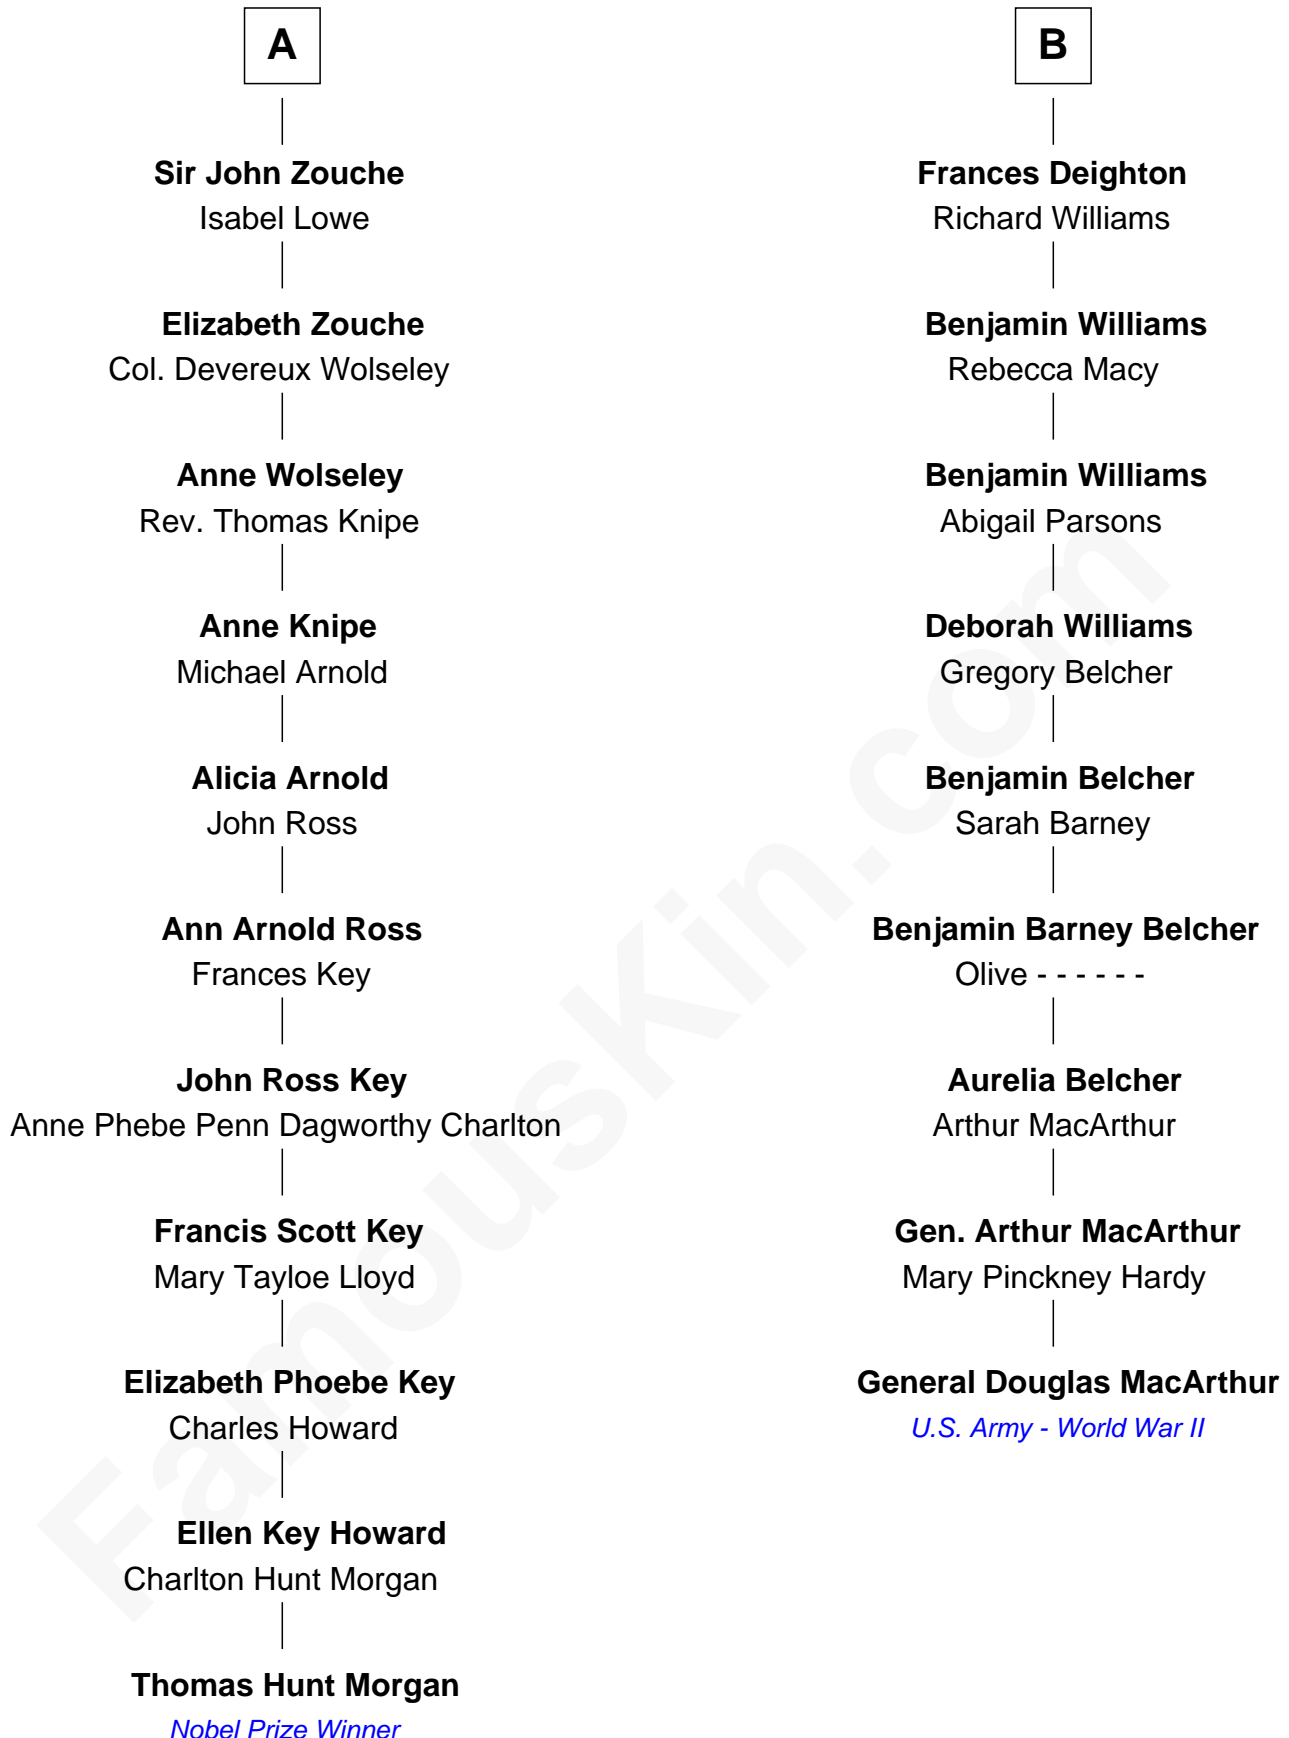 A
Sir John Zouche
Isabel Lowe
Elizabeth Zouche
Col. Devereux Wolseley
Anne Wolseley
Rev. Thomas Knipe
Anne Knipe
Michael Arnold
Alicia Arnold
John Ross
Ann Arnold Ross
Frances Key
John Ross Key
Anne Phebe Penn Dagworthy Charlton
Francis Scott Key
Mary Tayloe Lloyd
Elizabeth Phoebe Key
Charles Howard
Ellen Key Howard
Charlton Hunt Morgan
Thomas Hunt Morgan
Nobel Prize Winner
B
Frances Deighton
Richard Williams
Benjamin Williams
Rebecca Macy
Benjamin Williams
Abigail Parsons
Deborah Williams
Gregory Belcher
Benjamin Belcher
Sarah Barney
Benjamin Barney Belcher
Olive - - - - - -
Aurelia Belcher
Arthur MacArthur
Gen. Arthur MacArthur
Mary Pinckney Hardy
General Douglas MacArthur
U.S. Army - World War II
FamousKin.com